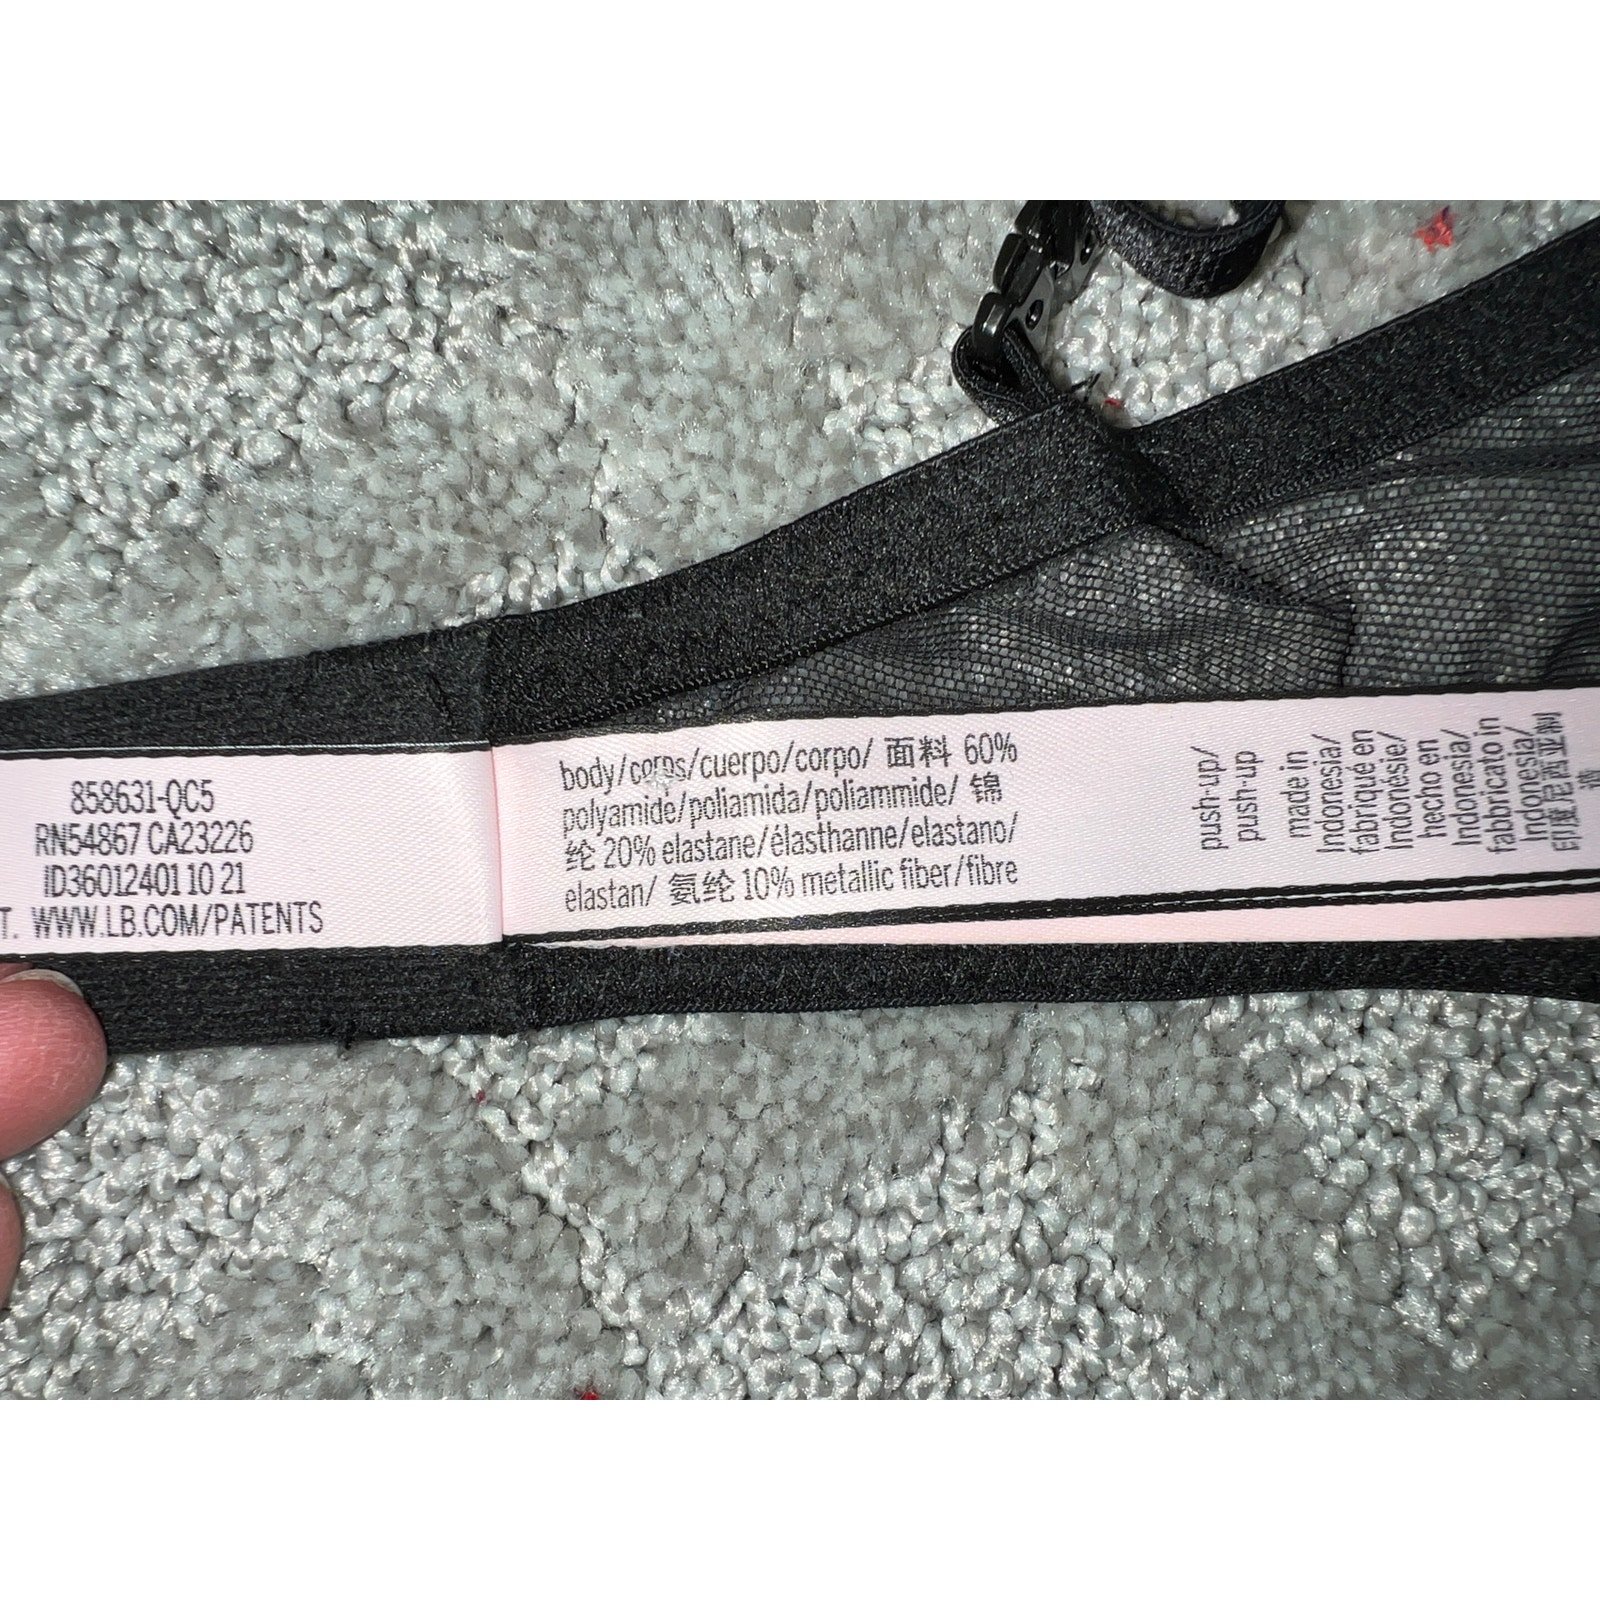 858631-QC5
RN54867 CA23226
ID36012401 10 21
T. WWW.LB.COM/PATENTS
body/corps/cuerpo/corpo/ 面料 60%
polyamide/poliamida/poliammide/ 锦
纶 20% elastane/élasthanne/elastano/
elastan/ 氨纶 10% metallic fiber/fibre
push-up/
push-up
made in
Indonesia/
fabriqué en
Indonésie/
hecho en
Indonesia/
fabbricato in
Indonesia/
印度尼西亚制
造